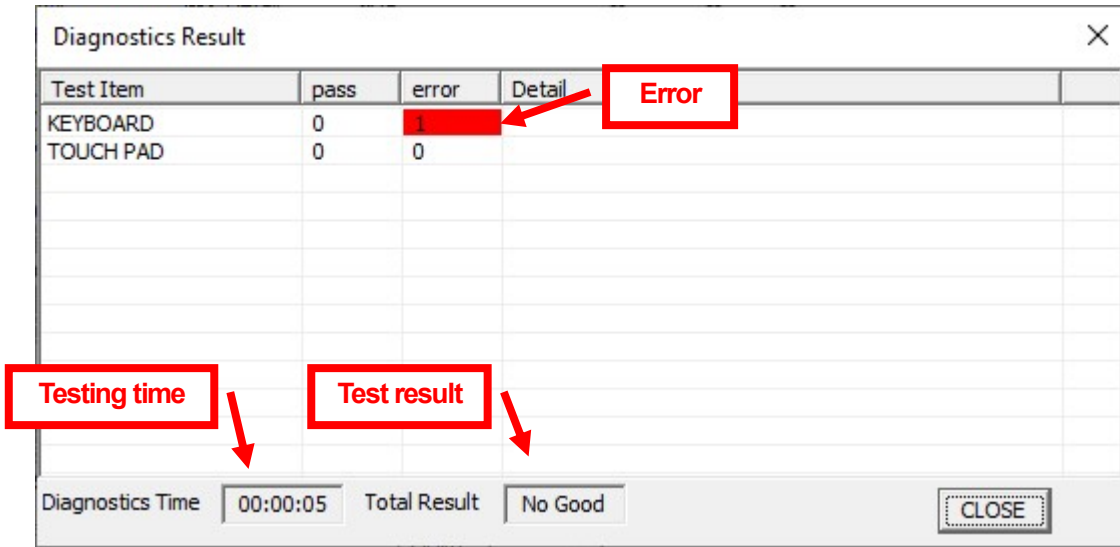 Diagnostics Result
Test Item pass error Detail
Error
KEYBOARD 0 1
TOUCH PAD 0 0
Testing time
Test result
Diagnostics Time 00:00:05 Total Result No Good CLOSE